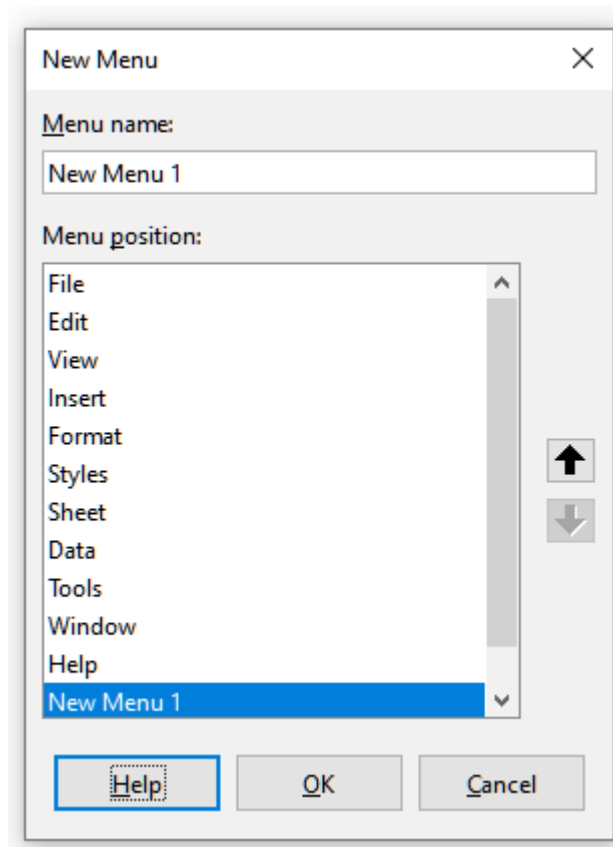 New Menu
Menu name:
New Menu 1
Menu position:
File
Edit
View
Insert
Format
Styles
Sheet
Data
Tools
Window
Help
New Menu 1
Help OK Cancel